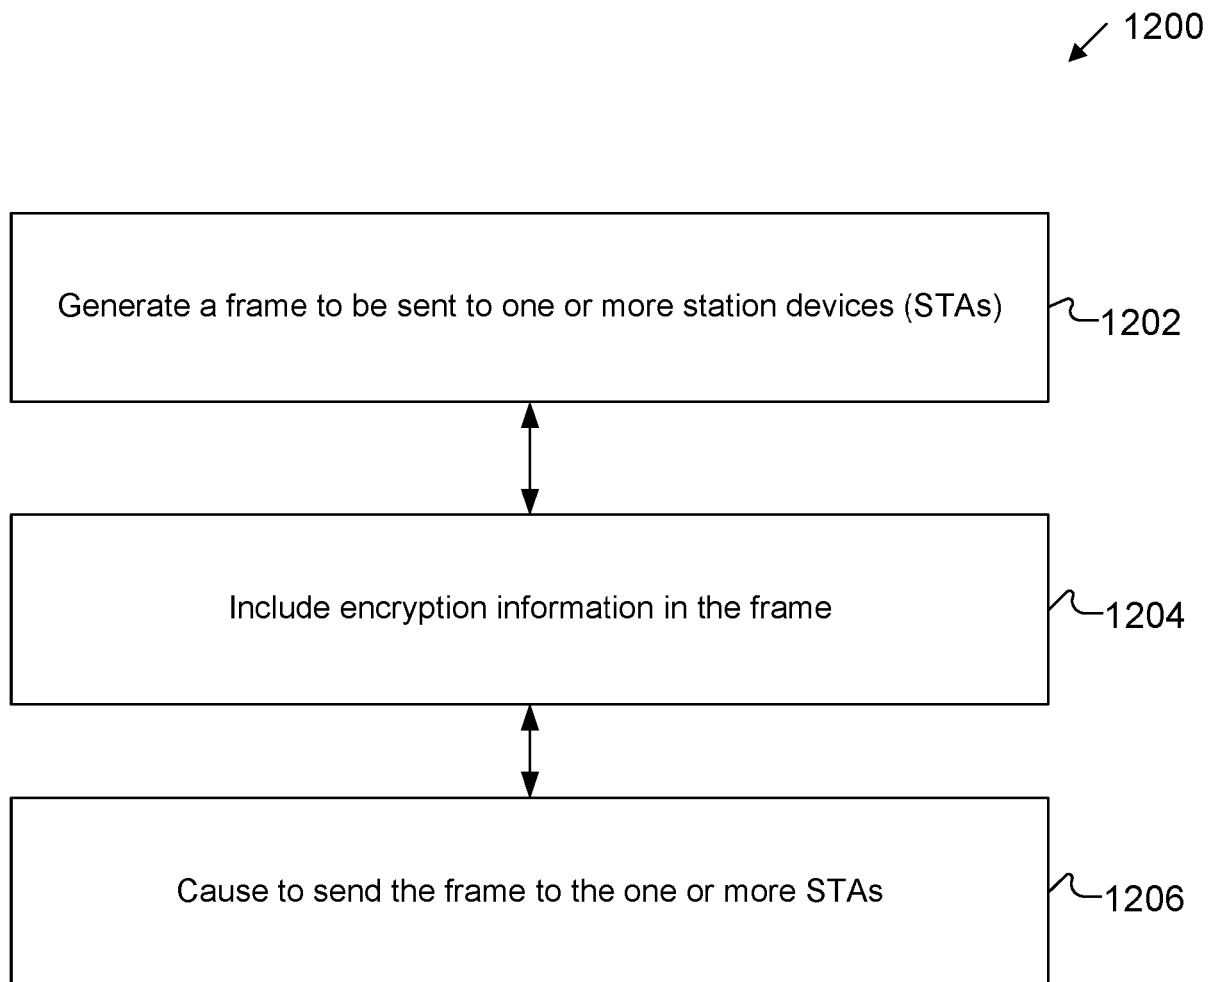 1200
Generate a frame to be sent to one or more station devices (STAs)
1202
Include encryption information in the frame
1204
Cause to send the frame to the one or more STAs
1206